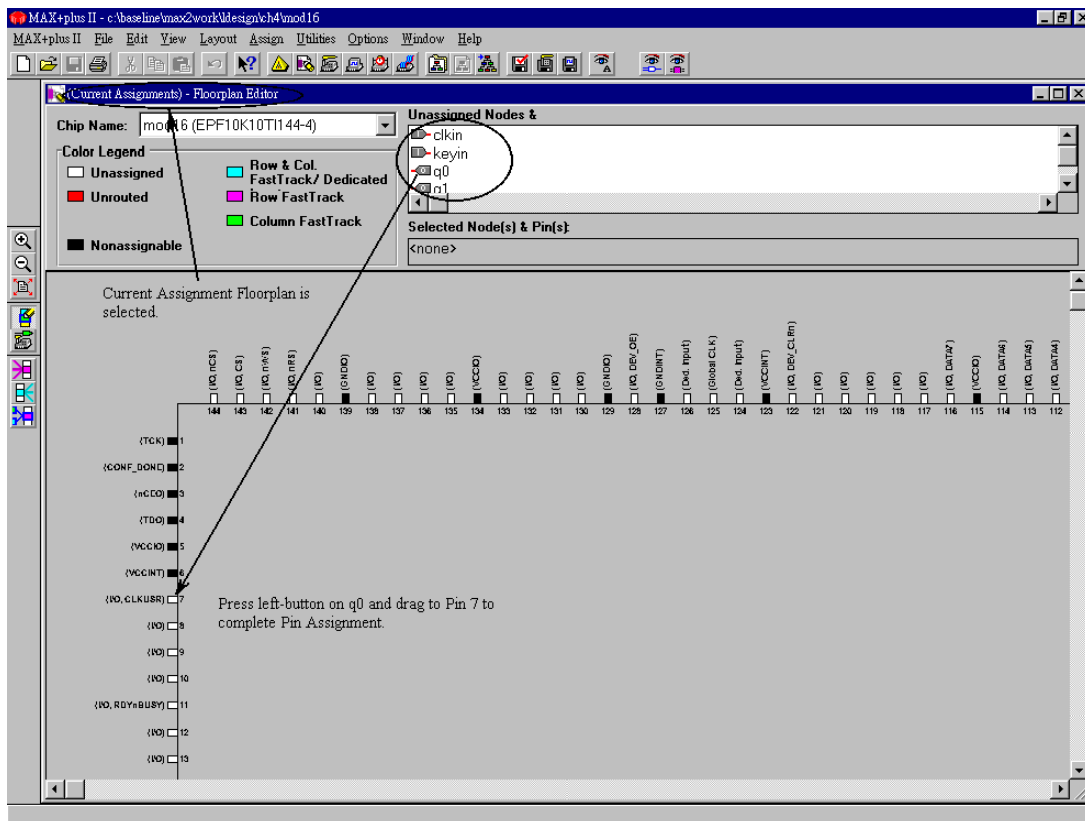 MAX+plus II - c:\baseline\max2work\ldesign\ch4\mod16
MAX+plus II File Edit View Layout Assign Utilities Options Window Help
(Current Assignments) - Floorplan Editor
Chip Name: mod16 (EPF10K10TI144-4)
Color Legend
Unassigned
Unrouted
Nonassignable
Row & Col.
FastTrack/ Dedicated
Row FastTrack
Column FastTrack
Unassigned Nodes &
clkin
keyin
q0
q1
Selected Node(s) & Pin(s):
<none>
Current Assignment Floorplan is
selected.
(I/O, nCS)
(I/O, CS)
(I/O, nWS)
(I/O, nRS)
(I/O)
(GNDIO)
(I/O)
(I/O)
(I/O)
(I/O)
(VCCIO)
(I/O)
(I/O)
(I/O)
(I/O)
(GNDIO)
(I/O, DEV_OE)
(GNDINT)
(Ded. Input)
(Global CLK)
(Ded. Input)
(VCCINT)
(I/O, DEV_CLRn)
(I/O)
(I/O)
(I/O)
(I/O)
(I/O)
(I/O, DATA7)
(VCCIO)
(I/O, DATA6)
(I/O, DATA5)
(I/O, DATA4)
144 143 142 141 140 139 138 137 136 135 134 133 132 131 130 129 128 127 126 125 124 123 122 121 120 119 118 117 116 115 114 113 112
(TCK) 1
(CONF_DONE) 2
(nCEO) 3
(TDO) 4
(VCCIO) 5
(VCCINT) 6
(I/O, CLKUSR) 7
(I/O) 8
(I/O) 9
(I/O) 10
(I/O, RDYnBUSY) 11
(I/O) 12
(I/O) 13
Press left-button on q0 and drag to Pin 7 to
complete Pin Assignment.